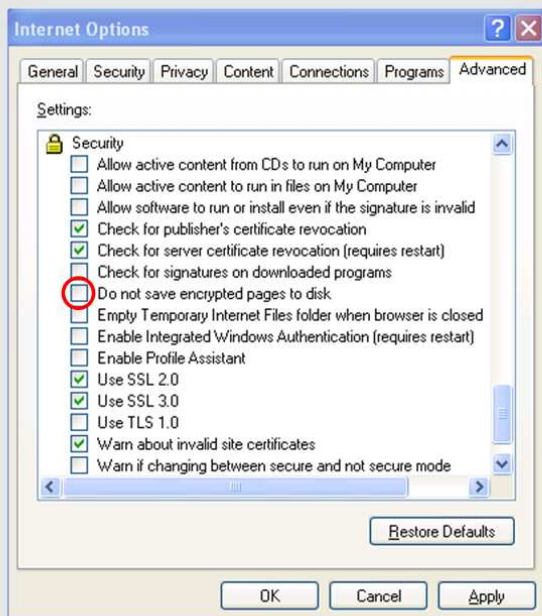 Internet Options
General Security Privacy Content Connections Programs Advanced
Settings:
Security
Allow active content from CDs to run on My Computer
Allow active content to run in files on My Computer
Allow software to run or install even if the signature is invalid
Check for publisher's certificate revocation
Check for server certificate revocation (requires restart)
Check for signatures on downloaded programs
Do not save encrypted pages to disk
Empty Temporary Internet Files folder when browser is closed
Enable Integrated Windows Authentication (requires restart)
Enable Profile Assistant
Use SSL 2.0
Use SSL 3.0
Use TLS 1.0
Warn about invalid site certificates
Warn if changing between secure and not secure mode
Restore Defaults
OK Cancel Apply